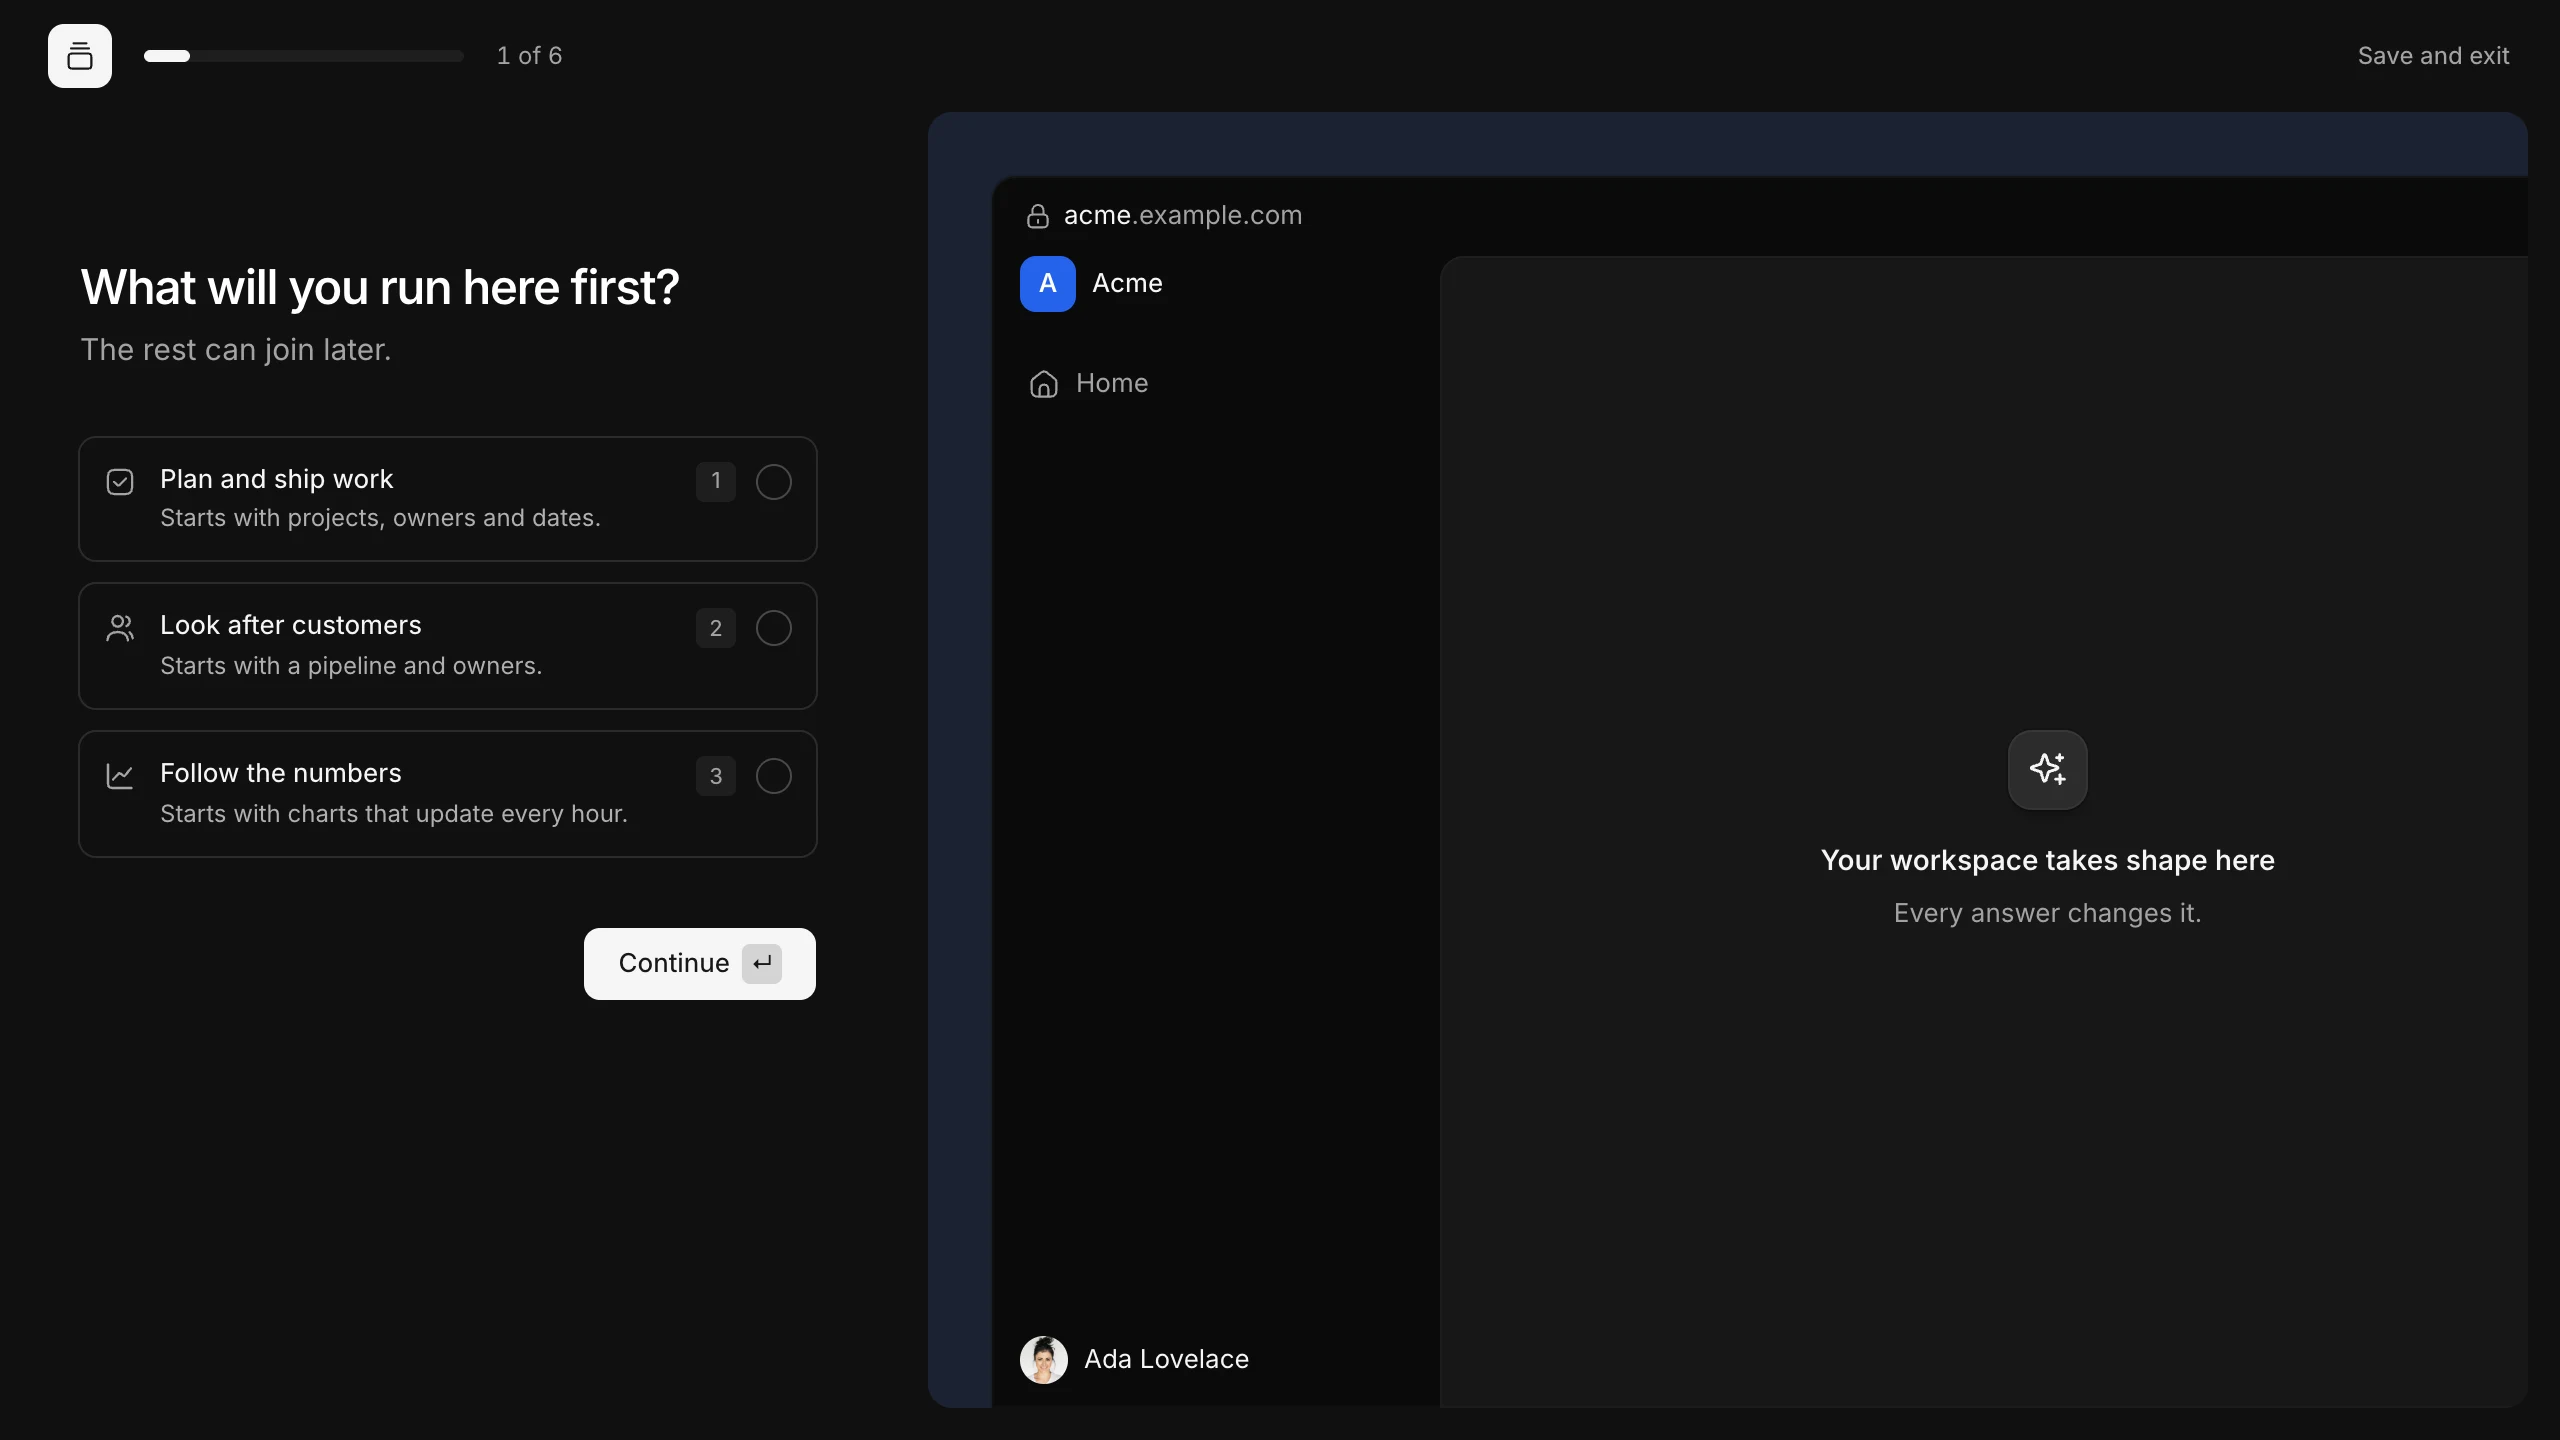 1 of 6
Save and exit
What will you run here first?
The rest can join later.
Plan and ship work
1
Starts with projects, owners and dates.
Look after customers
2
Starts with a pipeline and owners.
Follow the numbers
3
Starts with charts that update every hour.
Continue
acme.example.com
A
Acme
Home
Your workspace takes shape here
Every answer changes it.
Ada Lovelace